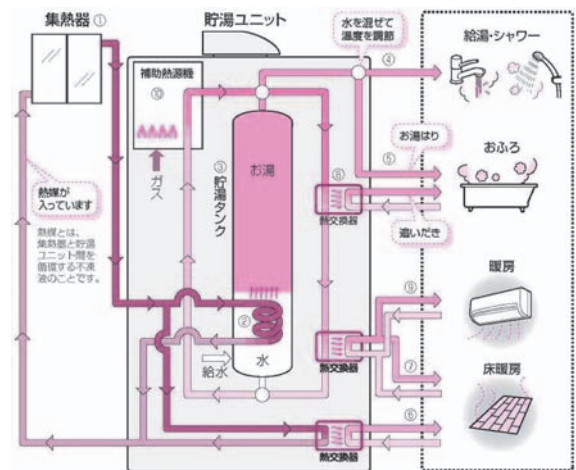 集熱器 ①
貯湯ユニット
水を混ぜて
温度を調節
給湯・シャワー
補助熱源機
⑩
④
ガス
③
貯湯タンク
お湯
⑧
熱交換器
⑤
お湯はり
おふろ
追いだき
熱媒が
入っています
熱媒とは、
集熱器と貯湯
ユニット間を
循環する不凍
液のことです。
⑨
暖房
②
水
給水
熱交換器
⑦
床暖房
⑥
熱交換器